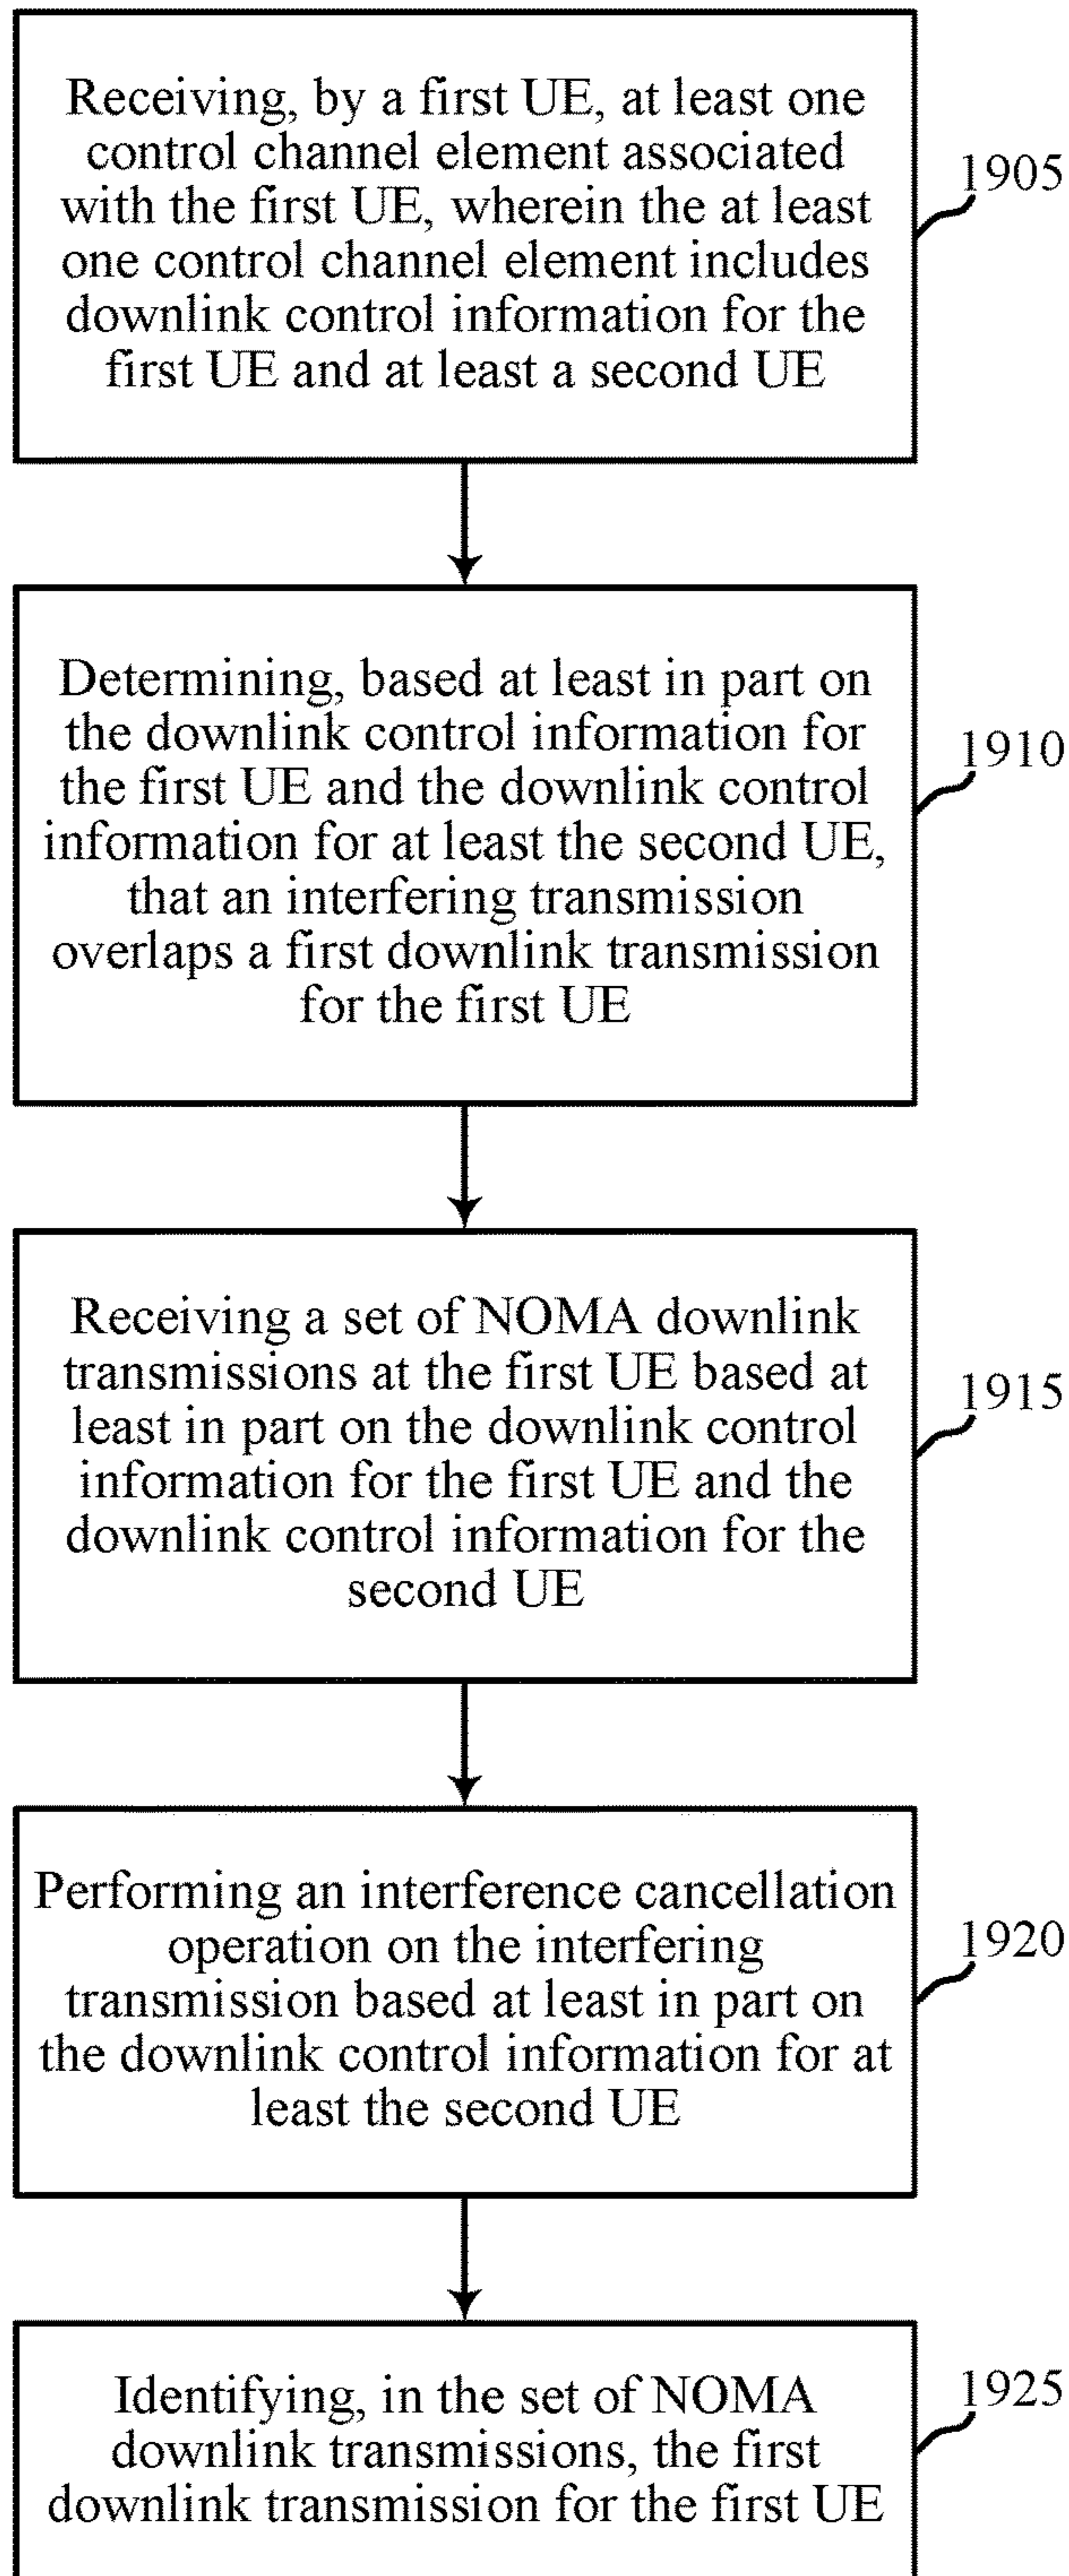 Receiving, by a first UE, at least one
control channel element associated
with the first UE, wherein the at least
one control channel element includes
downlink control information for the
first UE and at least a second UE
1905
Determining, based at least in part on
the downlink control information for
the first UE and the downlink control
information for at least the second UE,
that an interfering transmission
overlaps a first downlink transmission
for the first UE
1910
Receiving a set of NOMA downlink
transmissions at the first UE based at
least in part on the downlink control
information for the first UE and the
downlink control information for the
second UE
1915
Performing an interference cancellation
operation on the interfering
transmission based at least in part on
the downlink control information for at
least the second UE
1920
Identifying, in the set of NOMA
downlink transmissions, the first
downlink transmission for the first UE
1925